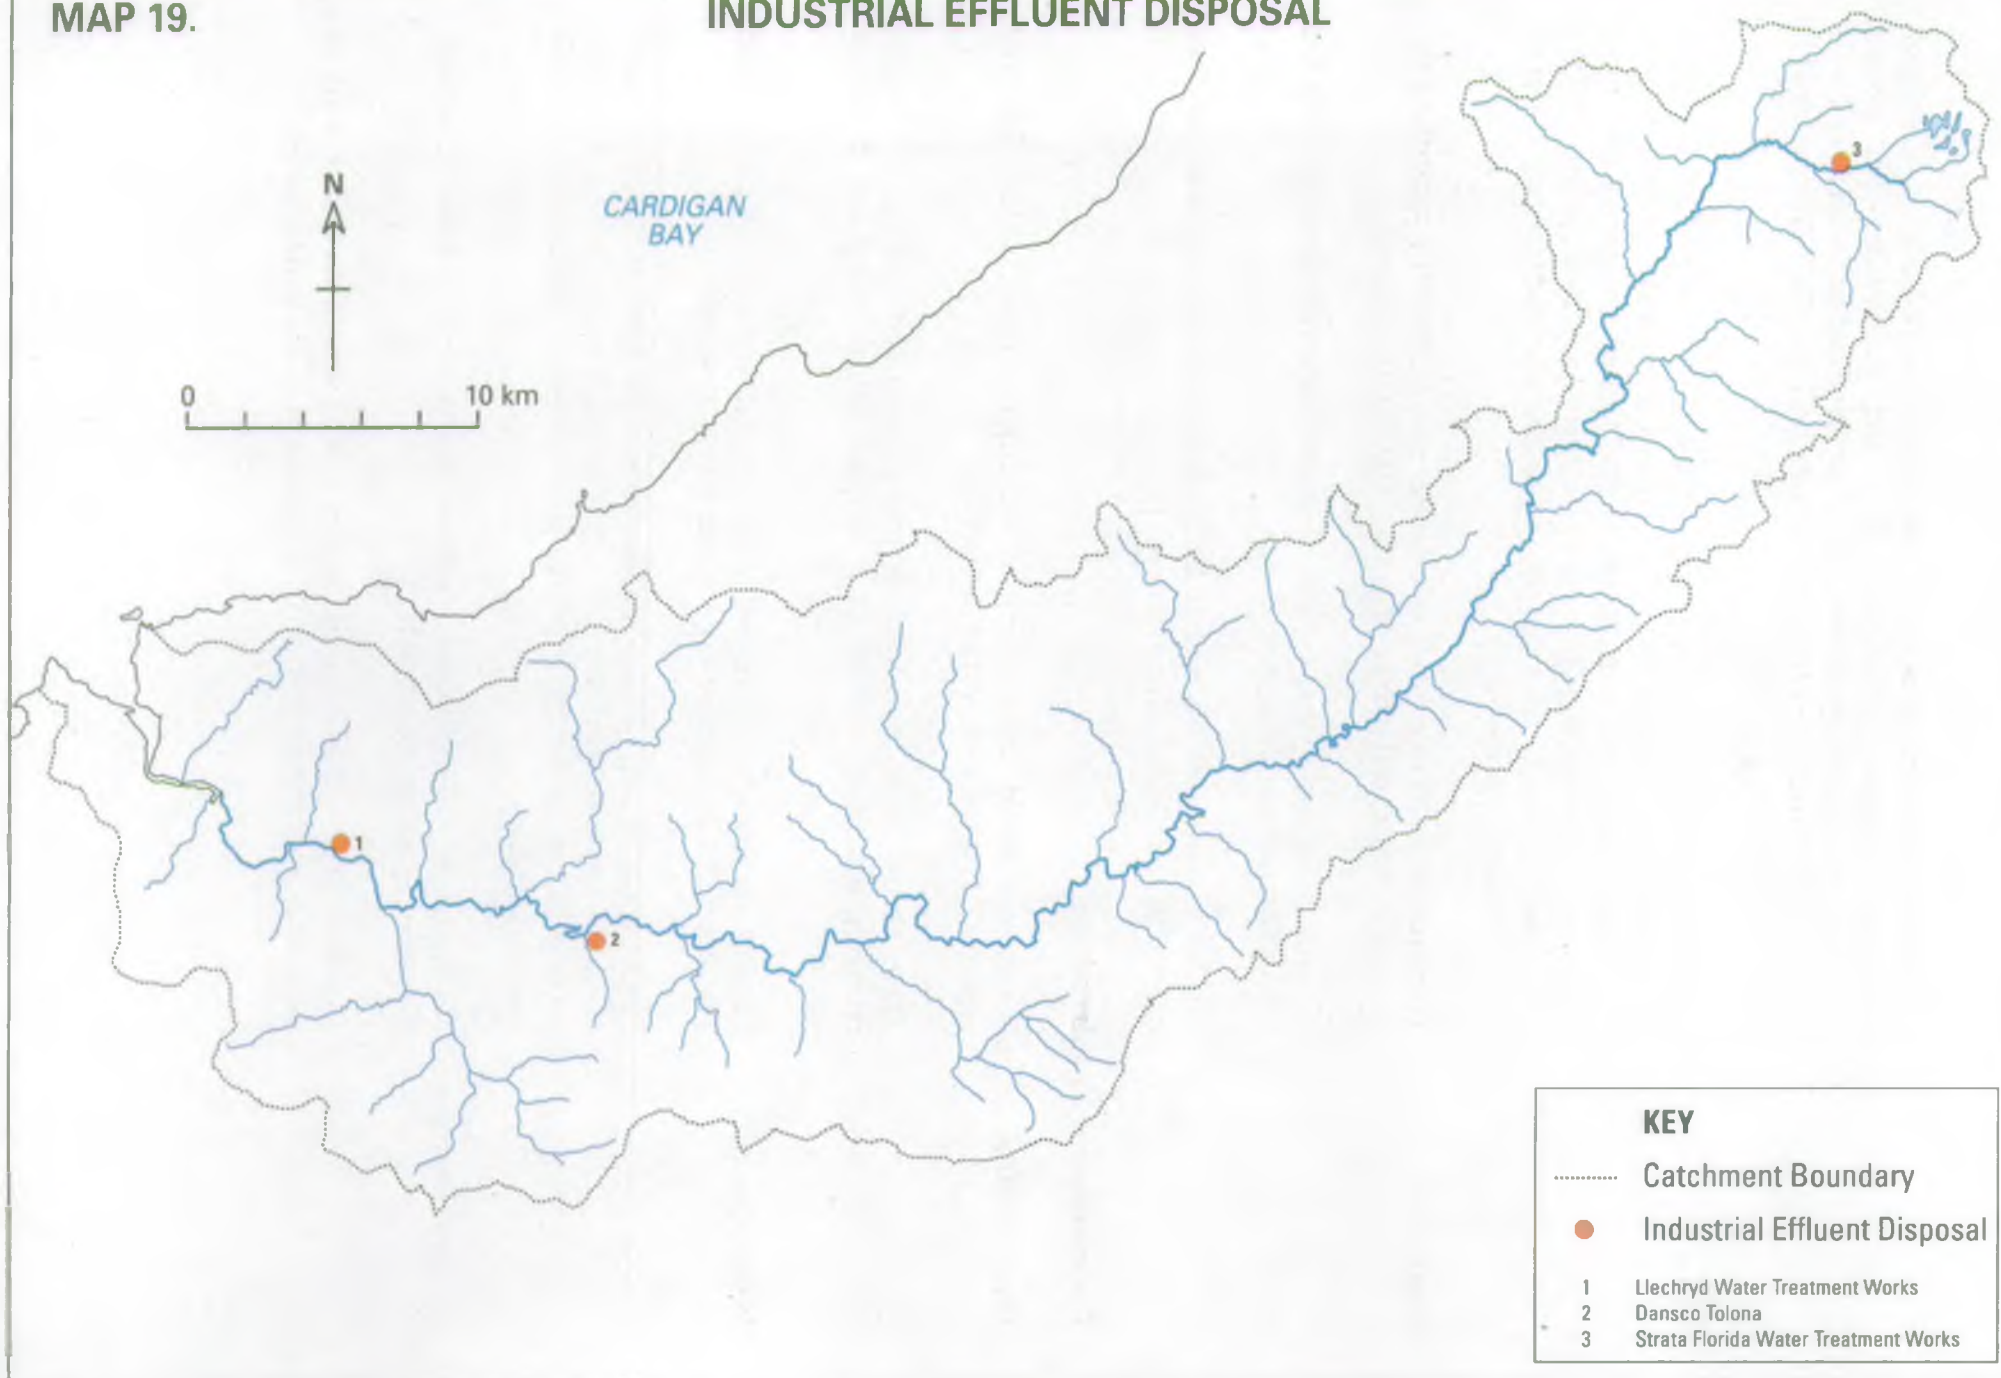 MAP 19.
INDUSTRIAL EFFLUENT DISPOSAL
N
CARDIGAN
BAY
0 10 km
3
1
2
KEY
Catchment Boundary
Industrial Effluent Disposal
1 Llechryd Water Treatment Works
2 Dansco Tolona
3 Strata Florida Water Treatment Works